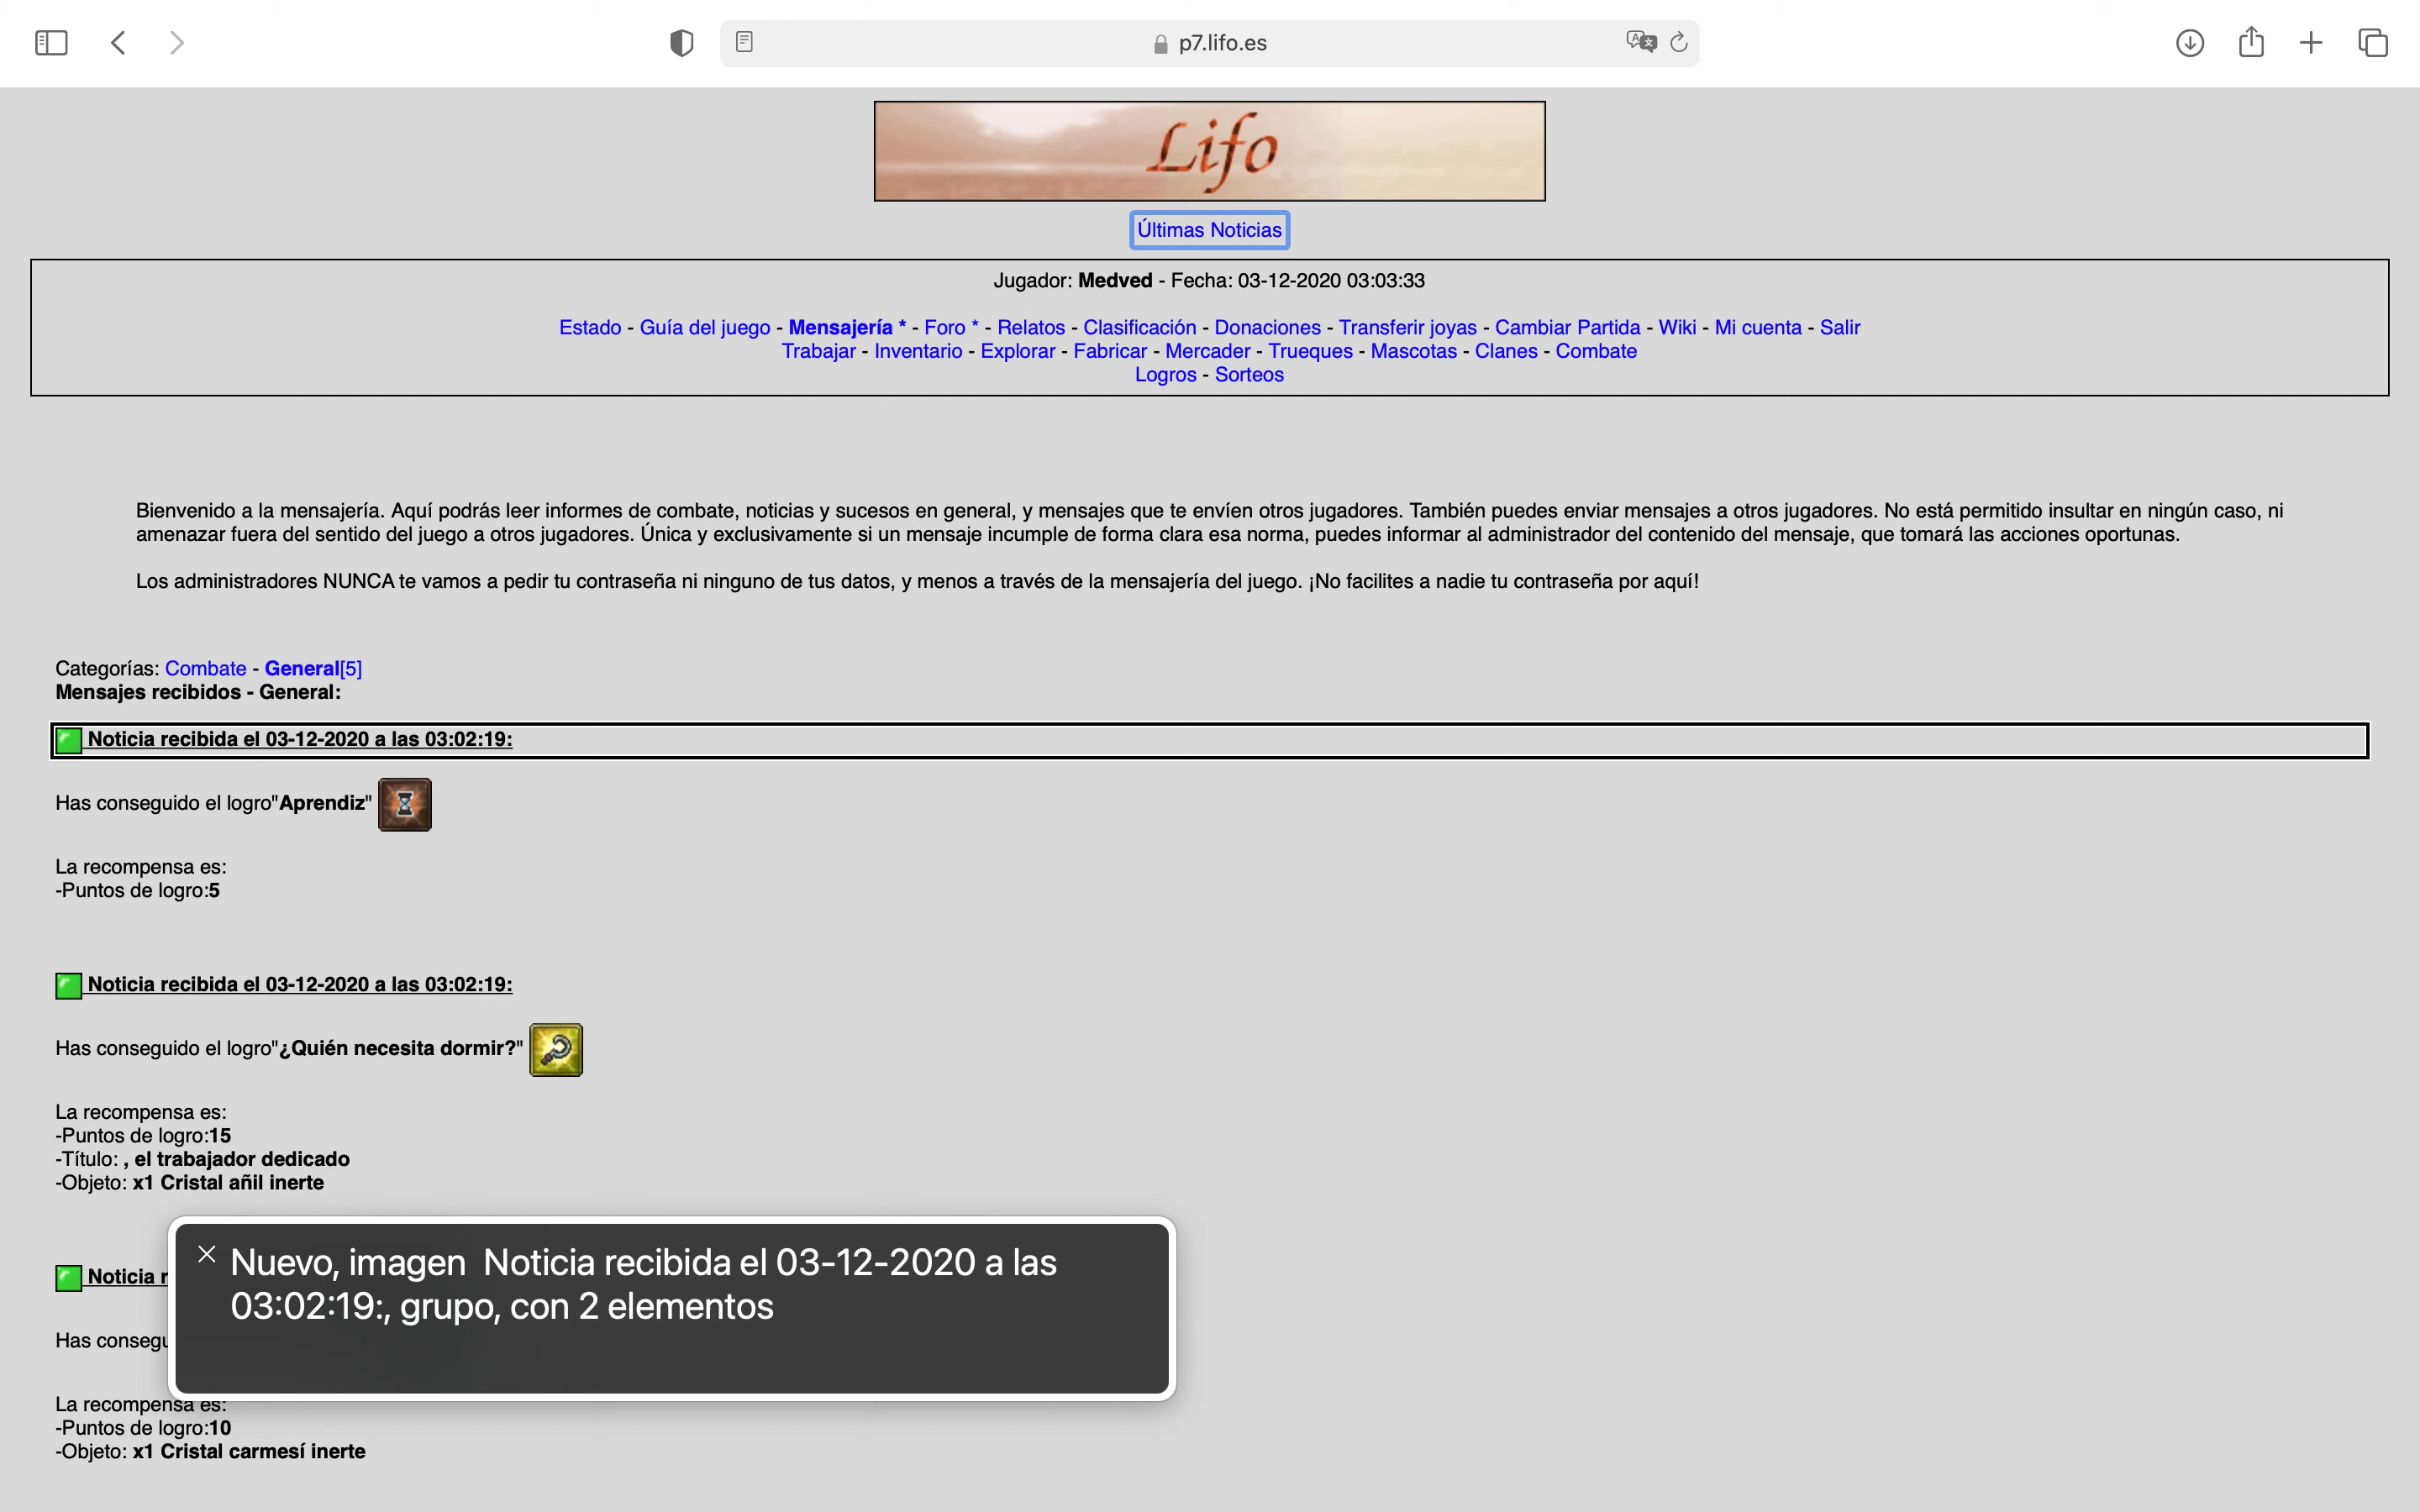 p7.lifo.es
Lifo
Últimas Noticias
Jugador: Medved - Fecha: 03-12-2020 03:03:33
Estado - Guía del juego - Mensajería * - Foro * - Relatos - Clasificación - Donaciones - Transferir joyas - Cambiar Partida - Wiki - Mi cuenta - Salir
Trabajar - Inventario - Explorar - Fabricar - Mercader - Trueques - Mascotas - Clanes - Combate
Logros - Sorteos
Bienvenido a la mensajería. Aquí podrás leer informes de combate, noticias y sucesos en general, y mensajes que te envíen otros jugadores. También puedes enviar mensajes a otros jugadores. No está permitido insultar en ningún caso, ni
amenazar fuera del sentido del juego a otros jugadores. Única y exclusivamente si un mensaje incumple de forma clara esa norma, puedes informar al administrador del contenido del mensaje, que tomará las acciones oportunas.
Los administradores NUNCA te vamos a pedir tu contraseña ni ninguno de tus datos, y menos a través de la mensajería del juego. ¡No facilites a nadie tu contraseña por aquí!
Categorías: Combate - General[5]
Mensajes recibidos - General:
Noticia recibida el 03-12-2020 a las 03:02:19:
Has conseguido el logro"Aprendiz"
La recompensa es:
-Puntos de logro:5
Noticia recibida el 03-12-2020 a las 03:02:19:
Has conseguido el logro"¿Quién necesita dormir?"
La recompensa es:
-Puntos de logro:15
-Título: , el trabajador dedicado
-Objeto: x1 Cristal añil inerte
Noticia
Has
Nuevo, imagen Noticia recibida el 03-12-2020 a las
03:02:19:, grupo, con 2 elementos
La recompensa es:
-Puntos de logro:10
-Objeto: x1 Cristal carmesí inerte